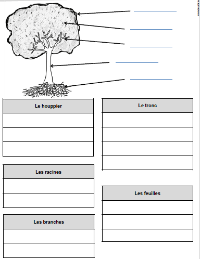 Le houppier
Le tronc
Les racines
Les feuilles
Les branches